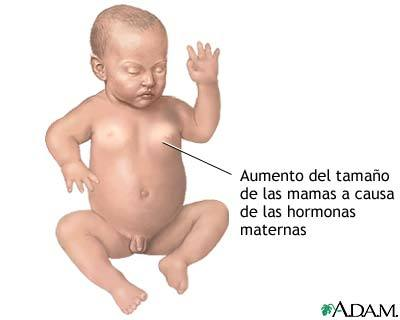 Aumento del tamaño
de las mamas a causa
de las hormonas
maternas
A.D.A.M.